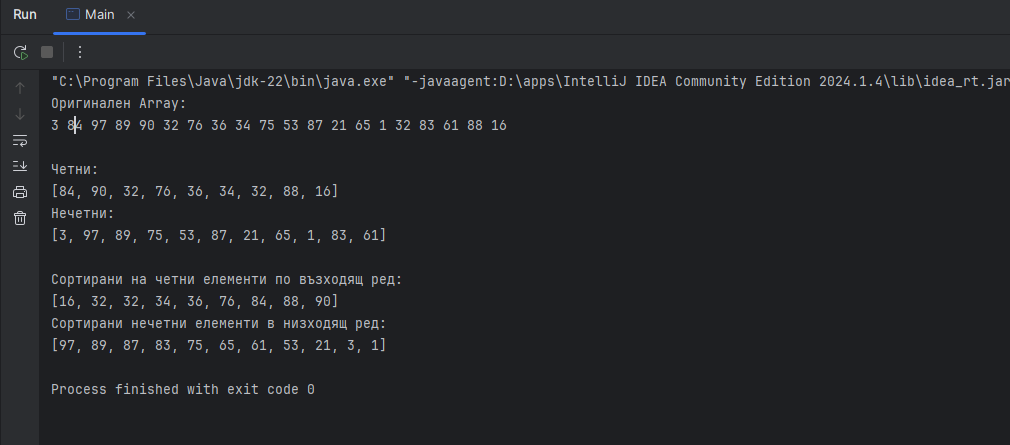 Run Main
"C:\Program Files\Java\jdk-22\bin\java.exe" "-javaagent:D:\apps\IntelliJ IDEA Community Edition 2024.1.4\lib\idea_rt.jar
Оригинален Array:
3 84 97 89 90 32 76 36 34 75 53 87 21 65 1 32 83 61 88 16
Четни:
[84, 90, 32, 76, 36, 34, 32, 88, 16]
Нечетни:
[3, 97, 89, 75, 53, 87, 21, 65, 1, 83, 61]
Сортирани на четни елементи по възходящ ред:
[16, 32, 32, 34, 36, 76, 84, 88, 90]
Сортирани нечетни елементи в низходящ ред:
[97, 89, 87, 83, 75, 65, 61, 53, 21, 3, 1]
Process finished with exit code 0